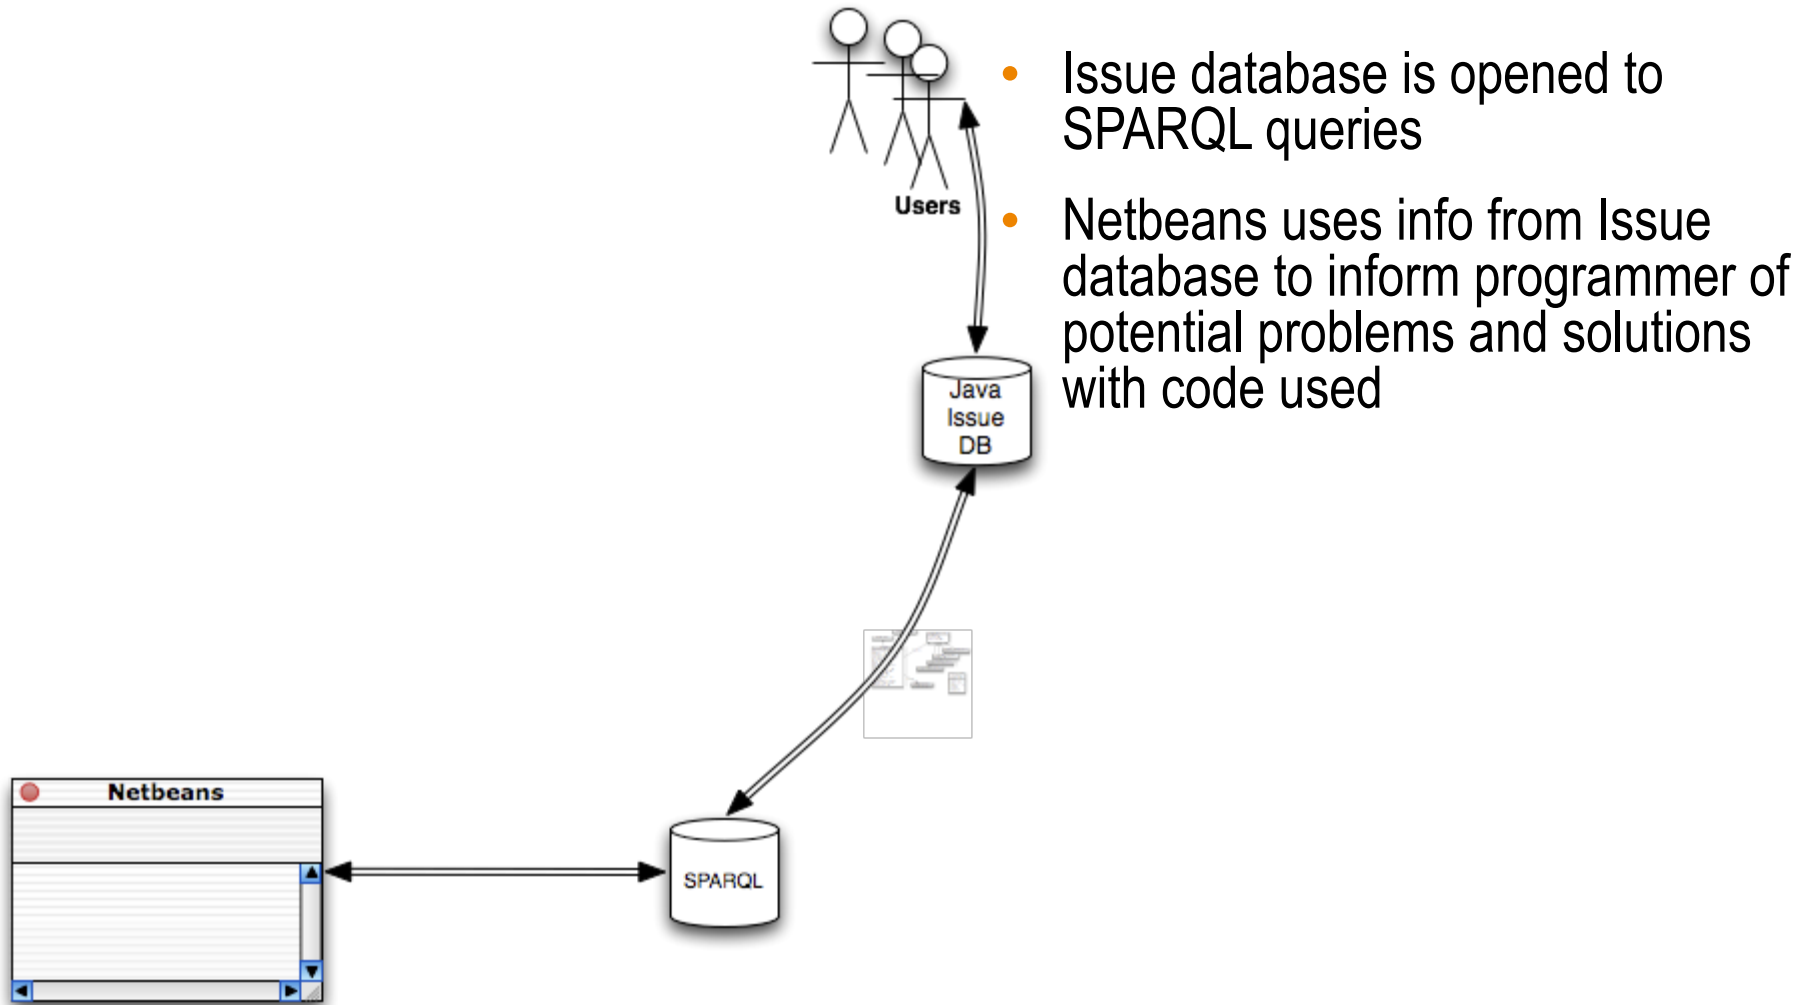 Users
Java
Issue
DB
• Issue database is opened to
SPARQL queries
• Netbeans uses info from Issue
database to inform programmer of
potential problems and solutions
with code used
Netbeans
SPARQL